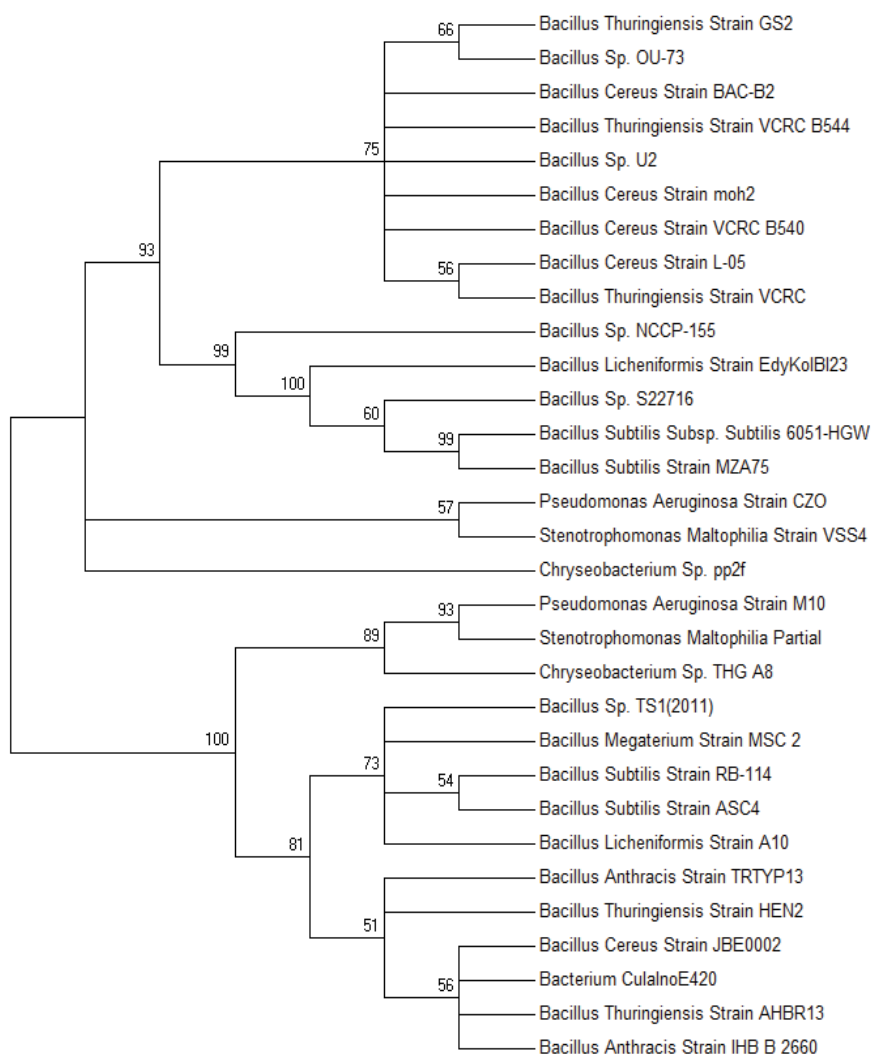 66
Bacillus Thuringiensis Strain GS2
Bacillus Sp. OU-73
Bacillus Cereus Strain BAC-B2
Bacillus Thuringiensis Strain VCRC B544
75
Bacillus Sp. U2
Bacillus Cereus Strain moh2
Bacillus Cereus Strain VCRC B540
93
56
Bacillus Cereus Strain L-05
Bacillus Thuringiensis Strain VCRC
Bacillus Sp. NCCP-155
99
Bacillus Licheniformis Strain EdyKolBI23
100
Bacillus Sp. S22716
60
Bacillus Subtilis Subsp. Subtilis 6051-HGW
99
Bacillus Subtilis Strain MZA75
57
Pseudomonas Aeruginosa Strain CZO
Stenotrophomonas Maltophilia Strain VSS4
Chryseobacterium Sp. pp2f
93
Pseudomonas Aeruginosa Strain M10
89
Stenotrophomonas Maltophilia Partial
Chryseobacterium Sp. THG A8
100
Bacillus Sp. TS1(2011)
Bacillus Megaterium Strain MSC 2
73
54
Bacillus Subtilis Strain RB-114
Bacillus Subtilis Strain ASC4
81
Bacillus Licheniformis Strain A10
Bacillus Anthracis Strain TRTYP13
Bacillus Thuringiensis Strain HEN2
51
Bacillus Cereus Strain JBE0002
56
Bacterium CulaInoE420
Bacillus Thuringiensis Strain AHBR13
Bacillus Anthracis Strain IHB B 2660